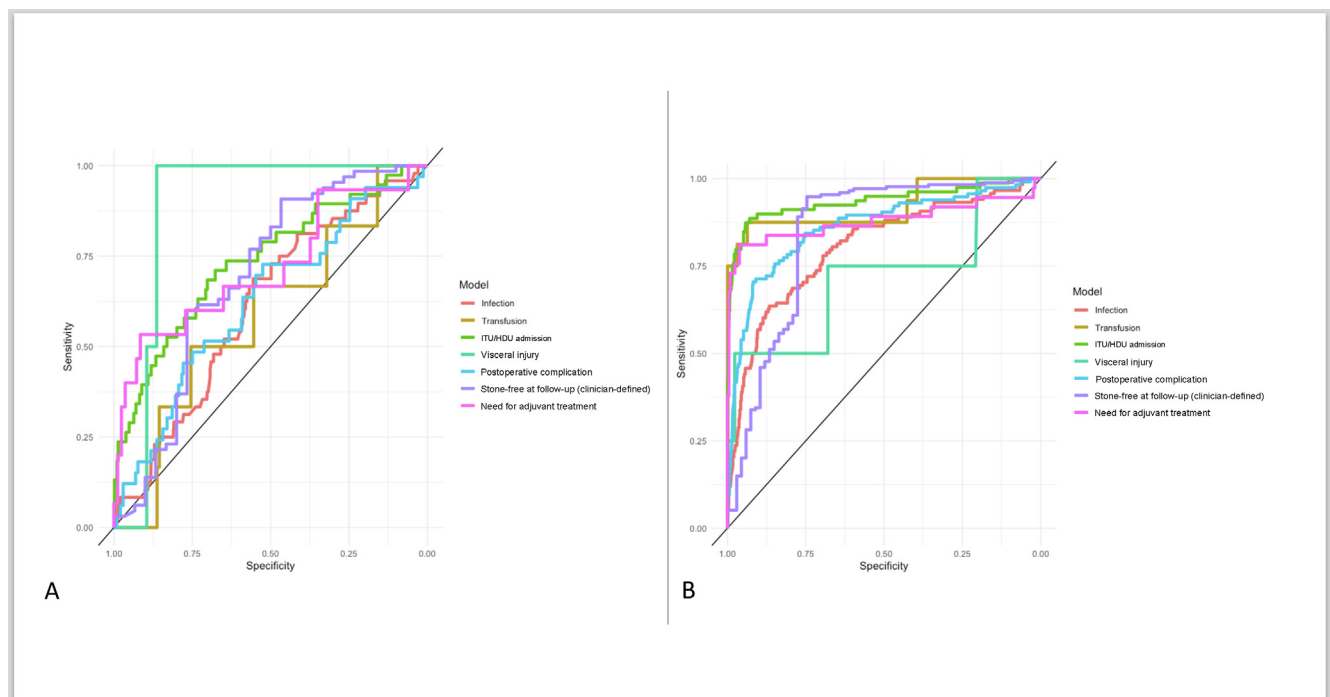 1.00
0.75
0.50
0.25
0.00
Sensitivity
1.00 0.75 0.50 0.25 0.00
Specificity
Model
Infection
Transfusion
ITU/HDU admission
Visceral injury
Postoperative complication
Stone-free at follow-up (clinician-defined)
Need for adjuvant treatment
A
1.00
0.75
0.50
0.25
0.00
Sensitivity
1.00 0.75 0.50 0.25 0.00
Specificity
Model
Infection
Transfusion
ITU/HDU admission
Visceral injury
Postoperative complication
Stone-free at follow-up (clinician-defined)
Need for adjuvant treatment
B